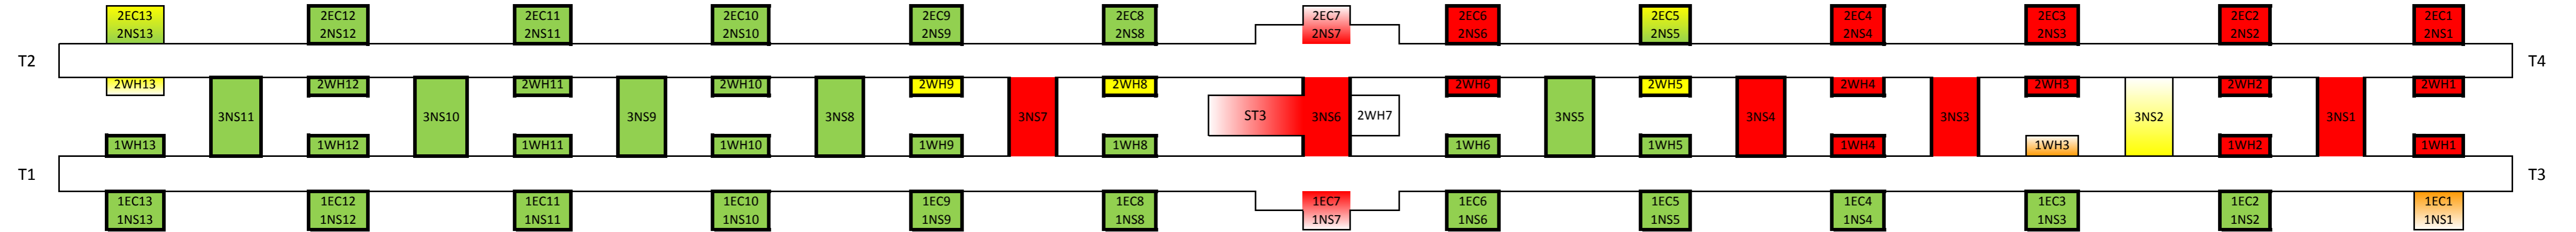 2EC13 2EC12 2EC11 2EC10 2EC9 2EC8 2EC7 2EC6 2EC5 2EC4 2EC3 2EC2 2EC1
2NS13 2NS12 2NS11 2NS10 2NS9 2NS8 2NS7 2NS6 2NS5 2NS4 2NS3 2NS2 2NS1
T2 T4
2WH13 2WH12 2WH11 2WH10 2WH9 2WH8 2WH6 2WH5 2WH4 2WH3 2WH2 2WH1
3NS11 3NS10 3NS9 3NS8 3NS7 ST3 3NS6 2WH7 3NS5 3NS4 3NS3 3NS2 3NS1
1WH13 1WH12 1WH11 1WH10 1WH9 1WH8 1WH6 1WH5 1WH4 1WH3 1WH2 1WH1
T1 T3
1EC13 1EC12 1EC11 1EC10 1EC9 1EC8 1EC7 1EC6 1EC5 1EC4 1EC3 1EC2 1EC1
1NS13 1NS12 1NS11 1NS10 1NS9 1NS8 1NS7 1NS6 1NS5 1NS4 1NS3 1NS2 1NS1